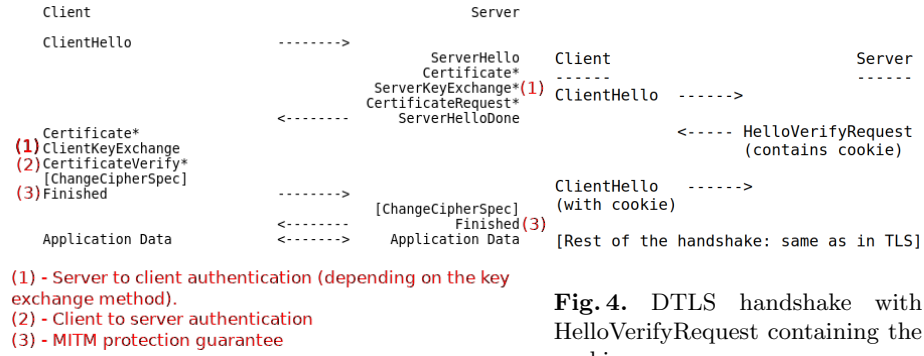 Client Server
ClientHello -------->
ServerHello
Certificate*
ServerKeyExchange*(1)
CertificateRequest*
<-------- ServerHelloDone
Certificate*
(1)ClientKeyExchange
(2)CertificateVerify*
[ChangeCipherSpec]
(3)Finished -------->
[ChangeCipherSpec]
<-------- Finished(3)
Application Data <-------> Application Data
(1) - Server to client authentication (depending on the key
exchange method).
(2) - Client to server authentication
(3) - MITM protection guarantee
Client Server
------ ------
ClientHello ------>
<----- HelloVerifyRequest
(contains cookie)
ClientHello ------>
(with cookie)
[Rest of the handshake: same as in TLS]
Fig. 4. DTLS handshake with
HelloVerifyRequest containing the